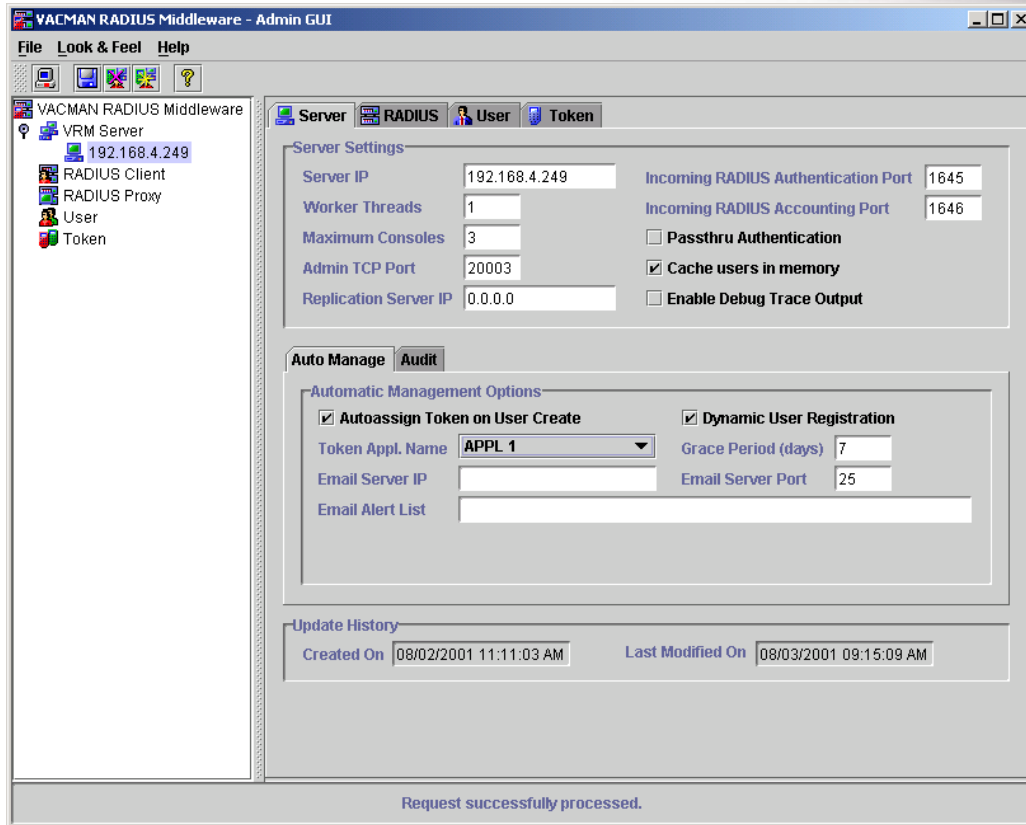 VACMAN RADIUS Middleware - Admin GUI
File Look & Feel Help
VACMAN RADIUS Middleware
VRM Server
192.168.4.249
RADIUS Client
RADIUS Proxy
User
Token
Server RADIUS User Token
Server Settings
Server IP 192.168.4.249 Incoming RADIUS Authentication Port 1645
Worker Threads 1 Incoming RADIUS Accounting Port 1646
Maximum Consoles 3 Passthru Authentication
Admin TCP Port 20003 Cache users in memory
Replication Server IP 0.0.0.0 Enable Debug Trace Output
Auto Manage Audit
Automatic Management Options
Autoassign Token on User Create Dynamic User Registration
Token Appl. Name APPL 1 Grace Period (days) 7
Email Server IP Email Server Port 25
Email Alert List
Update History
Created On 08/02/2001 11:11:03 AM Last Modified On 08/03/2001 09:15:09 AM
Request successfully processed.